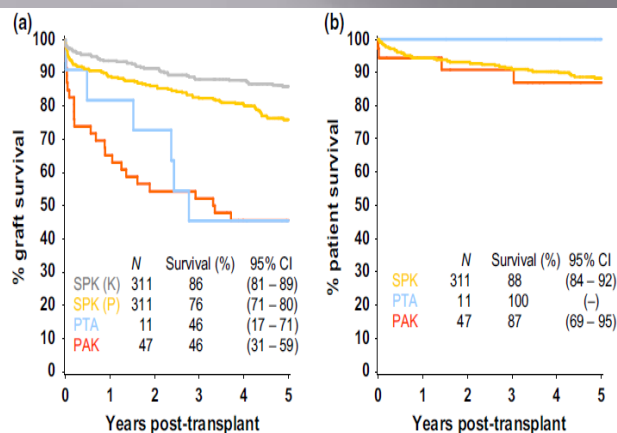 (a)
% graft survival
100
90
80
70
60
50
40
30
20
10
0
N Survival (%) 95% CI
SPK (K) 311 86 (81 – 89)
SPK (P) 311 76 (71 – 80)
PTA 11 46 (17 – 71)
PAK 47 46 (31 – 59)
0 1 2 3 4 5
Years post-transplant
(b)
% patient survival
100
90
80
70
60
50
40
30
20
10
0
N Survival (%) 95% CI
SPK 311 88 (84 – 92)
PTA 11 100 (–)
PAK 47 87 (69 – 95)
0 1 2 3 4 5
Years post-transplant